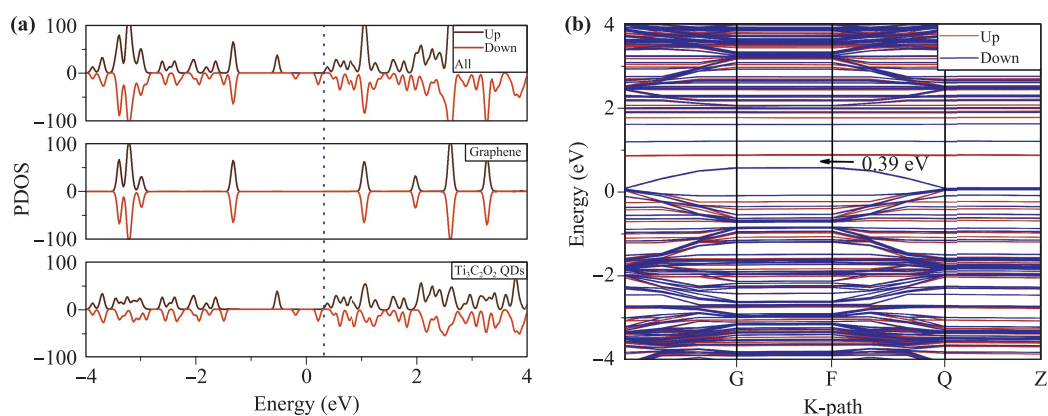 (a)
PDOS
100
0
−100
Up
Down
All
100
0
−100
Graphene
100
0
−100
Ti₃C₂O₂ QDs
−4
−2
0
2
4
Energy (eV)
(b)
Energy (eV)
4
2
0
−2
−4
Up
Down
0.39 eV
G
F
Q
Z
K-path